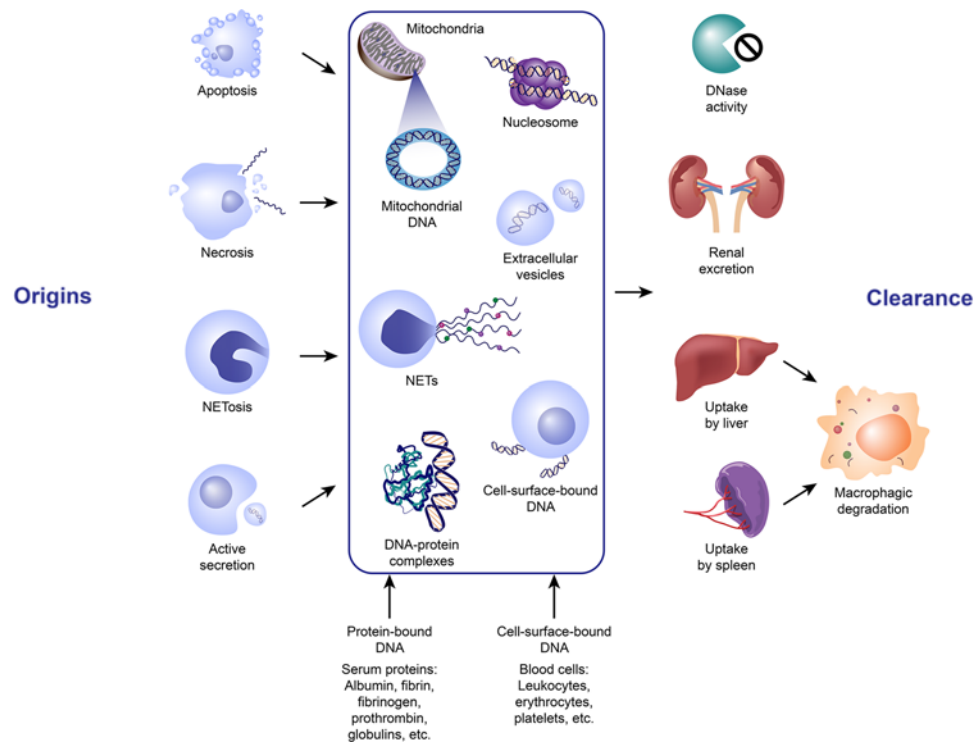 Origins
Apoptosis
Necrosis
NETosis
Active
secretion
Mitochondria
Nucleosome
Mitochondrial
DNA
Extracellular
vesicles
NETs
Cell-surface-bound
DNA
DNA-protein
complexes
Protein-bound
DNA
Serum proteins:
Albumin, fibrin,
fibrinogen,
prothrombin,
globulins, etc.
Cell-surface-bound
DNA
Blood cells:
Leukocytes,
erythrocytes,
platelets, etc.
DNase
activity
Renal
excretion
Clearance
Uptake
by liver
Uptake
by spleen
Macrophagic
degradation